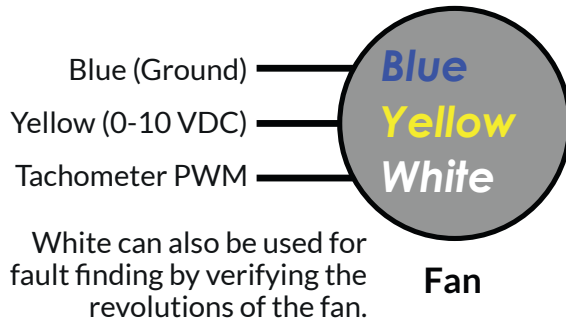 Blue (Ground)
Blue
Yellow (0-10 VDC)
Yellow
Tachometer PWM
White
White can also be used for
fault finding by verifying the
revolutions of the fan.
Fan